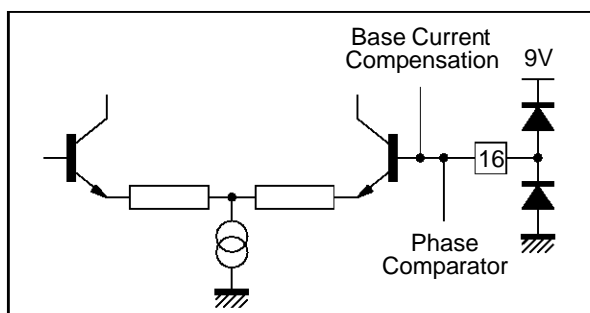 Base Current
Compensation
9V
16
Phase
Comparator